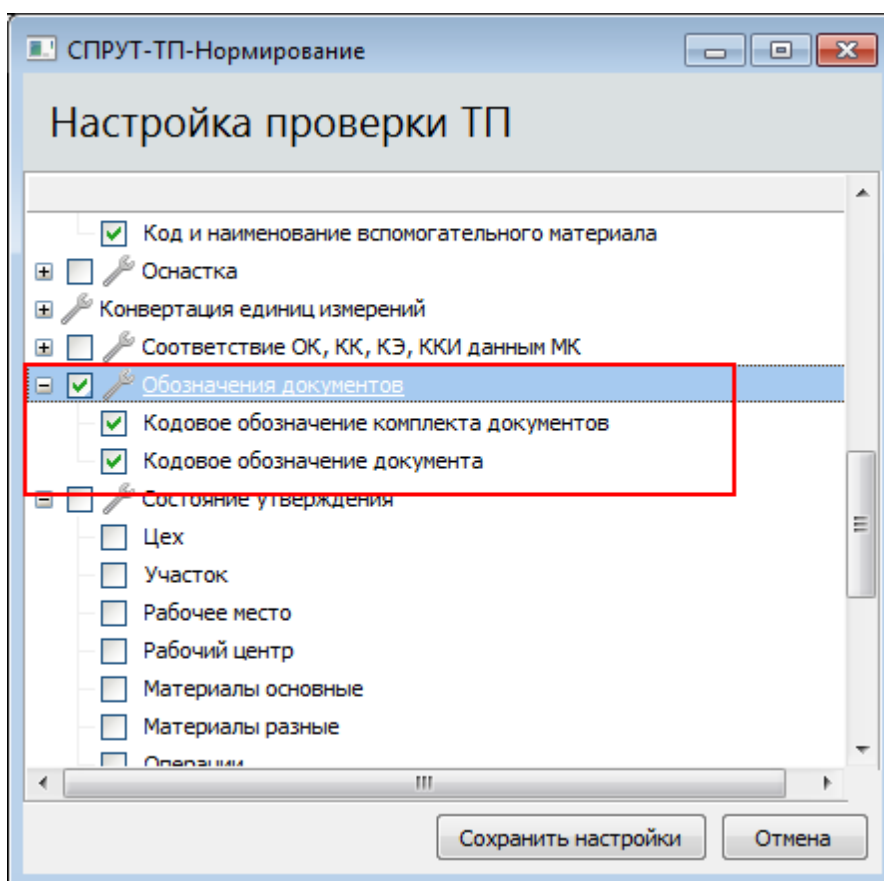 СПРУТ-ТП-Нормирование
Настройка проверки ТП
Код и наименование вспомогательного материала
Оснастка
Конвертация единиц измерений
Соответствие ОК, КК, КЭ, ККИ данным МК
Обозначения документов
Кодовое обозначение комплекта документов
Кодовое обозначение документа
Состояние утверждения
Цех
Участок
Рабочее место
Рабочий центр
Материалы основные
Материалы разные
Операции
Сохранить настройки
Отмена